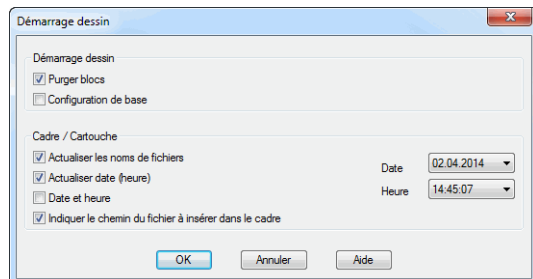 Démarrage dessin
Démarrage dessin
Purger blocs
Configuration de base
Cadre / Cartouche
Actualiser les noms de fichiers
Actualiser date (heure)
Date et heure
Indiquer le chemin du fichier à insérer dans le cadre
Date 02.04.2014
Heure 14:45:07
OK Annuler Aide